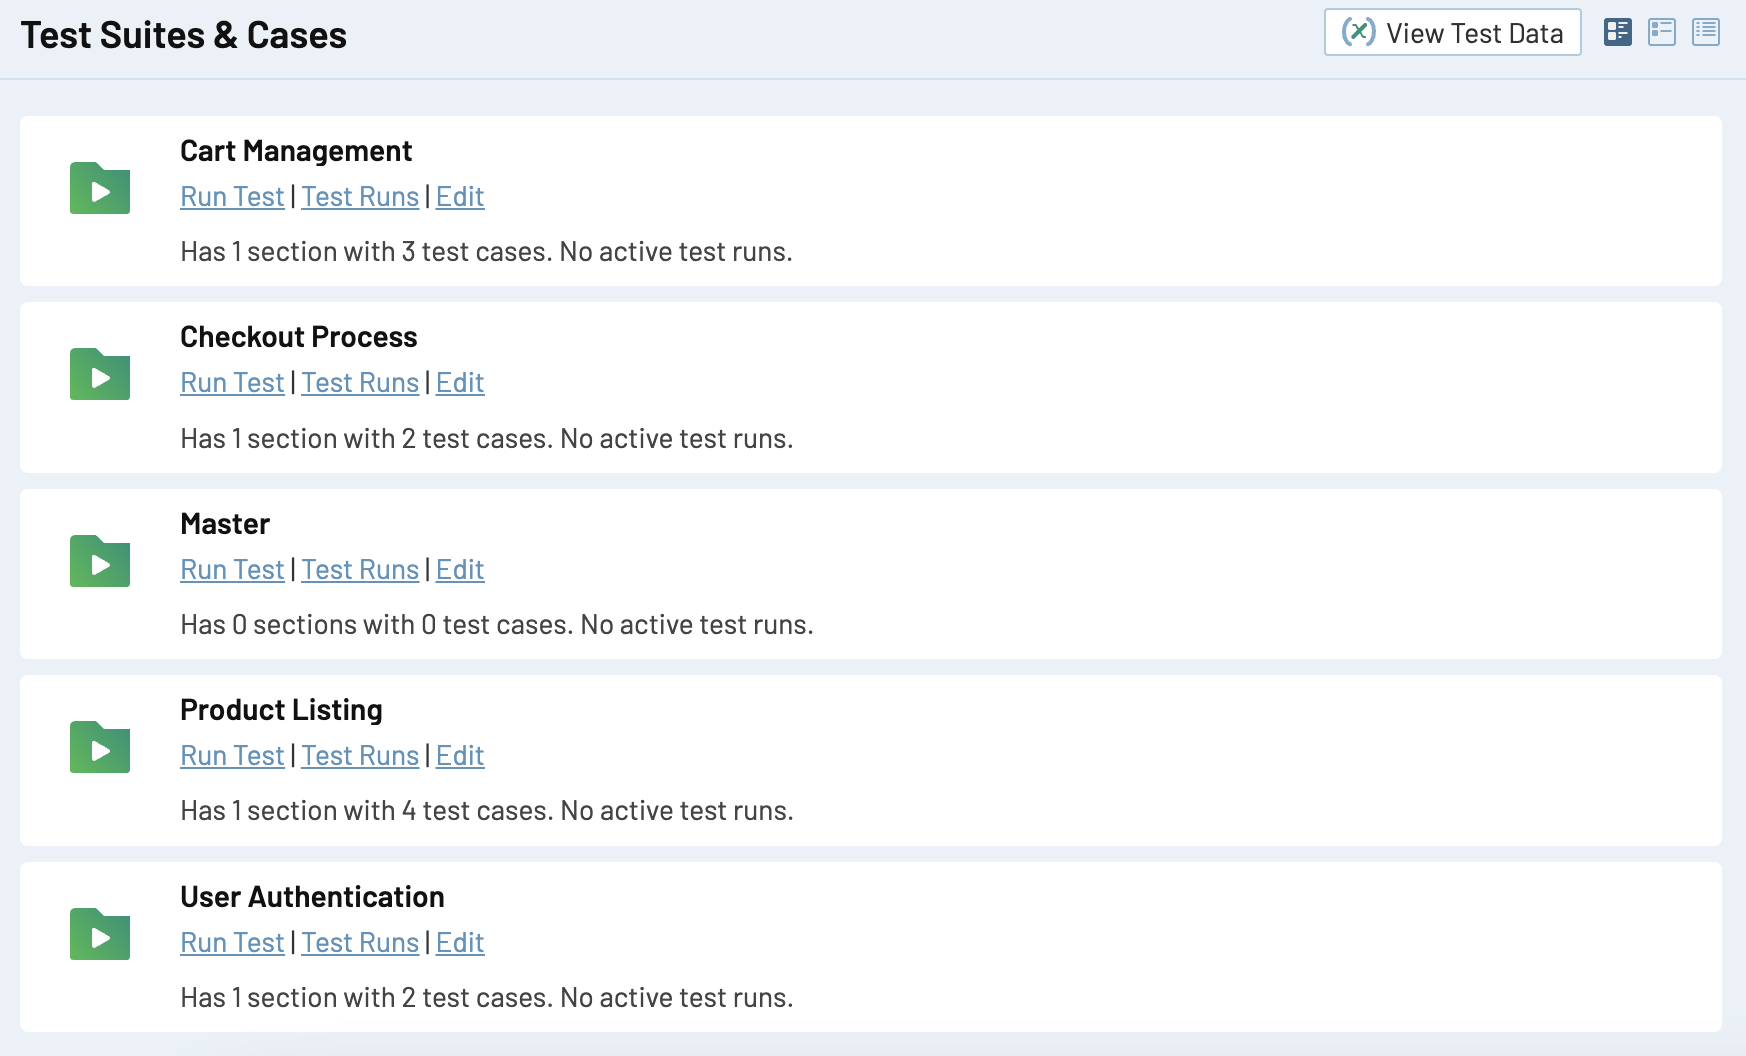 Test Suites & Cases
(x) View Test Data
Cart Management
Run Test | Test Runs | Edit
Has 1 section with 3 test cases. No active test runs.
Checkout Process
Run Test | Test Runs | Edit
Has 1 section with 2 test cases. No active test runs.
Master
Run Test | Test Runs | Edit
Has 0 sections with 0 test cases. No active test runs.
Product Listing
Run Test | Test Runs | Edit
Has 1 section with 4 test cases. No active test runs.
User Authentication
Run Test | Test Runs | Edit
Has 1 section with 2 test cases. No active test runs.